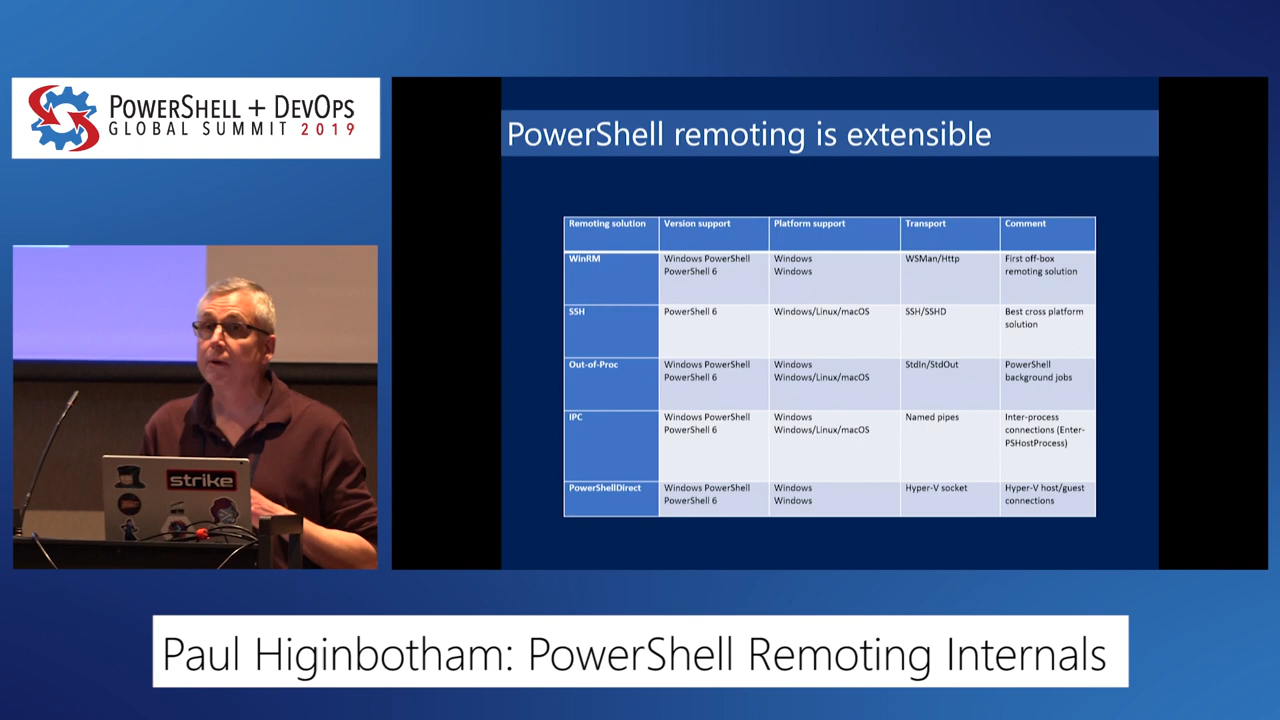 POWERSHELL + DEVOPS
GLOBAL SUMMIT 2019
PowerShell remoting is extensible
Remoting solution Version support Platform support Transport Comment
WinRM Windows PowerShell Windows WSMan/Http First off-box
PowerShell 6 Windows remoting solution
SSH PowerShell 6 Windows/Linux/macOS SSH/SSHD Best cross platform
solution
Out-of-Proc Windows PowerShell Windows StdIn/StdOut PowerShell
PowerShell 6 Windows/Linux/macOS background jobs
IPC Windows PowerShell Windows Named pipes Inter-process
PowerShell 6 Windows/Linux/macOS connections (Enter-
PSHostProcess)
PowerShellDirect Windows PowerShell Windows Hyper-V socket Hyper-V host/guest
PowerShell 6 Windows connections
strike
Paul Higinbotham: PowerShell Remoting Internals